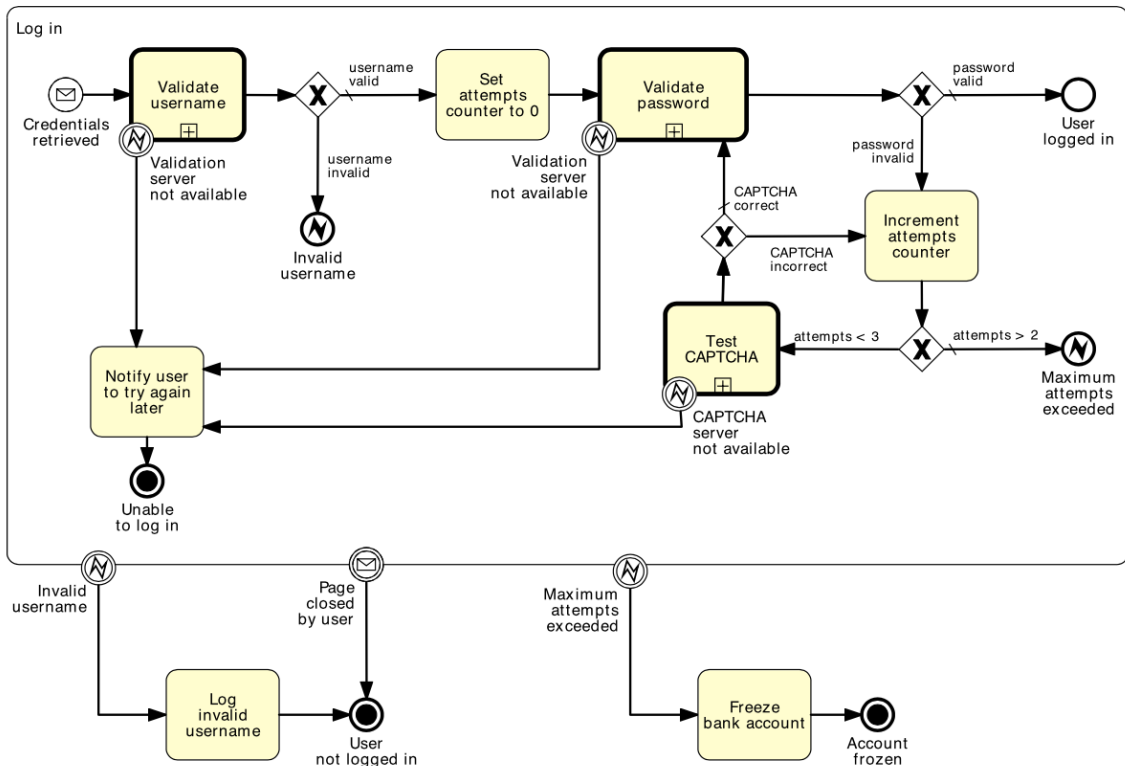 Log in
Credentials
retrieved
Validate
username
Validation
server
not available
username
valid
username
invalid
Invalid
username
Set
attempts
counter to 0
Validate
password
Validation
server
not available
password
valid
User
logged in
password
invalid
Increment
attempts
counter
CAPTCHA
correct
CAPTCHA
incorrect
attempts < 3
attempts > 2
Maximum
attempts
exceeded
Test
CAPTCHA
CAPTCHA
server
not available
Notify user
to try again
later
Unable
to log in
Invalid
username
Page
closed
by user
Maximum
attempts
exceeded
Log
invalid
username
User
not logged in
Freeze
bank account
Account
frozen